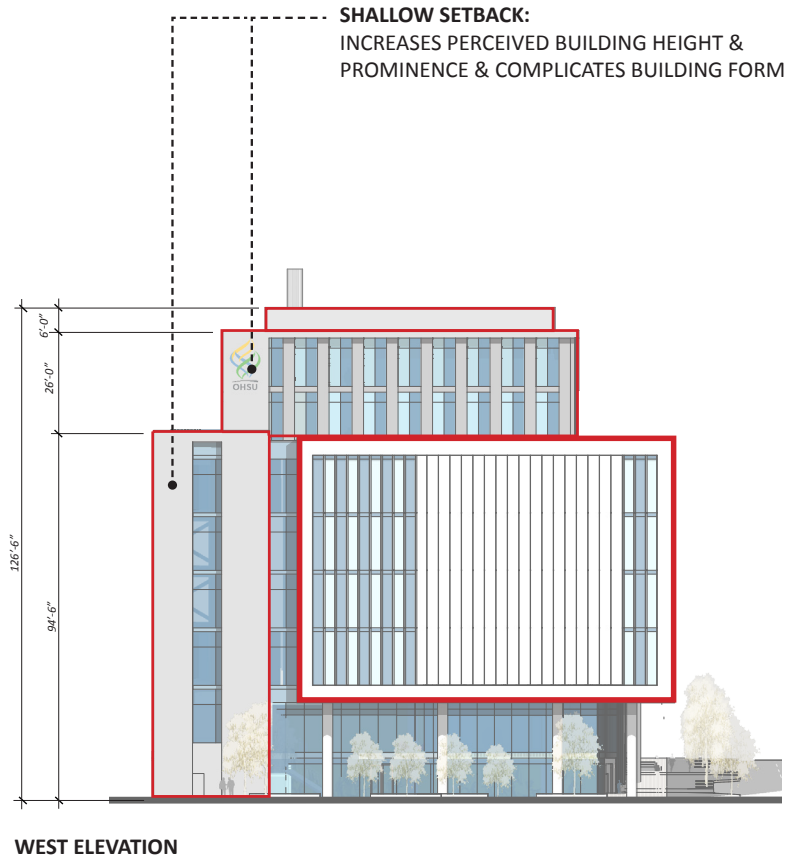 SHALLOW SETBACK:
INCREASES PERCEIVED BUILDING HEIGHT &
PROMINENCE & COMPLICATES BUILDING FORM
6'-0"
26'-0"
OHSU
126'-6"
94'-6"
WEST ELEVATION